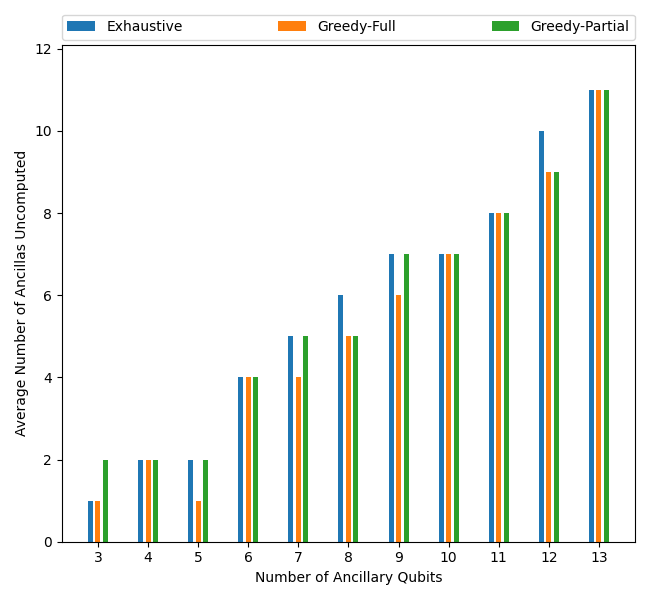 Exhaustive Greedy-Full Greedy-Partial
12
10
8
6
4
2
0
Average Number of Ancillas Uncomputed
3 4 5 6 7 8 9 10 11 12 13
Number of Ancillary Qubits